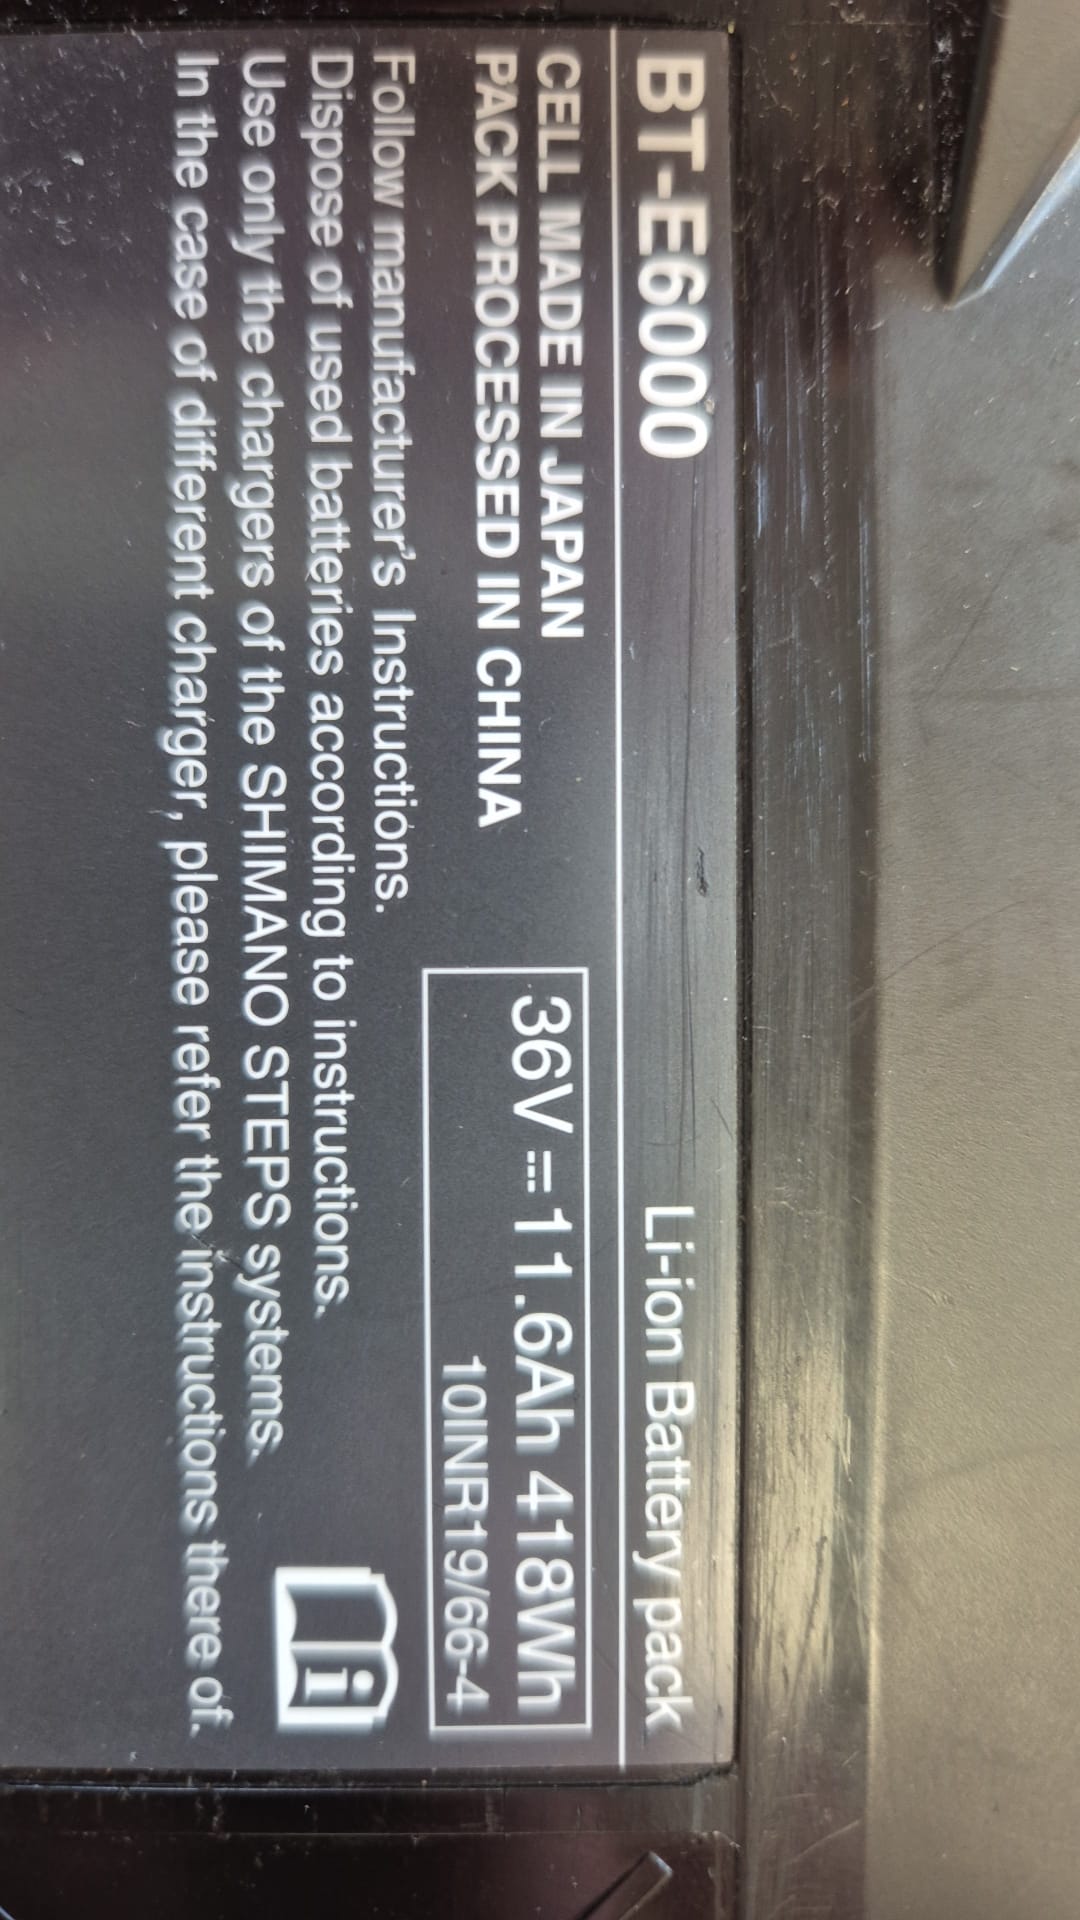 BT-E6000 Li-ion Battery pack
CELL MADE IN JAPAN
PACK PROCESSED IN CHINA
36V ⎓ 11.6Ah 418Wh
10INR19/66-4
Follow manufacturer's Instructions.
Dispose of used batteries according to instructions.
Use only the chargers of the SHIMANO STEPS systems.
In the case of different charger, please refer the instructions there of.